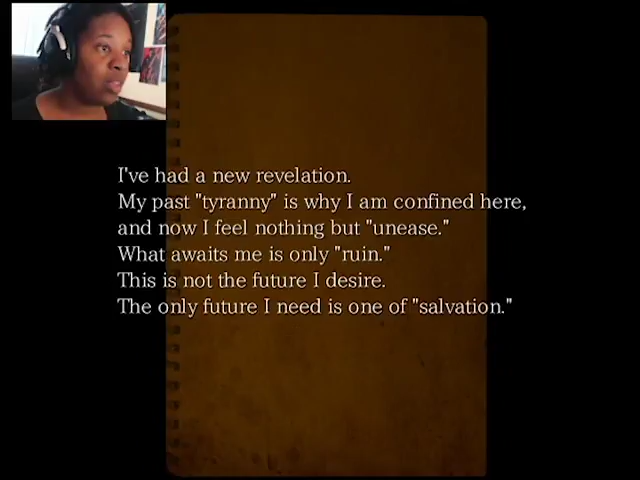 I've had a new revelation.
My past "tyranny" is why I am confined here,
and now I feel nothing but "unease."
What awaits me is only "ruin."
This is not the future I desire.
The only future I need is one of "salvation."